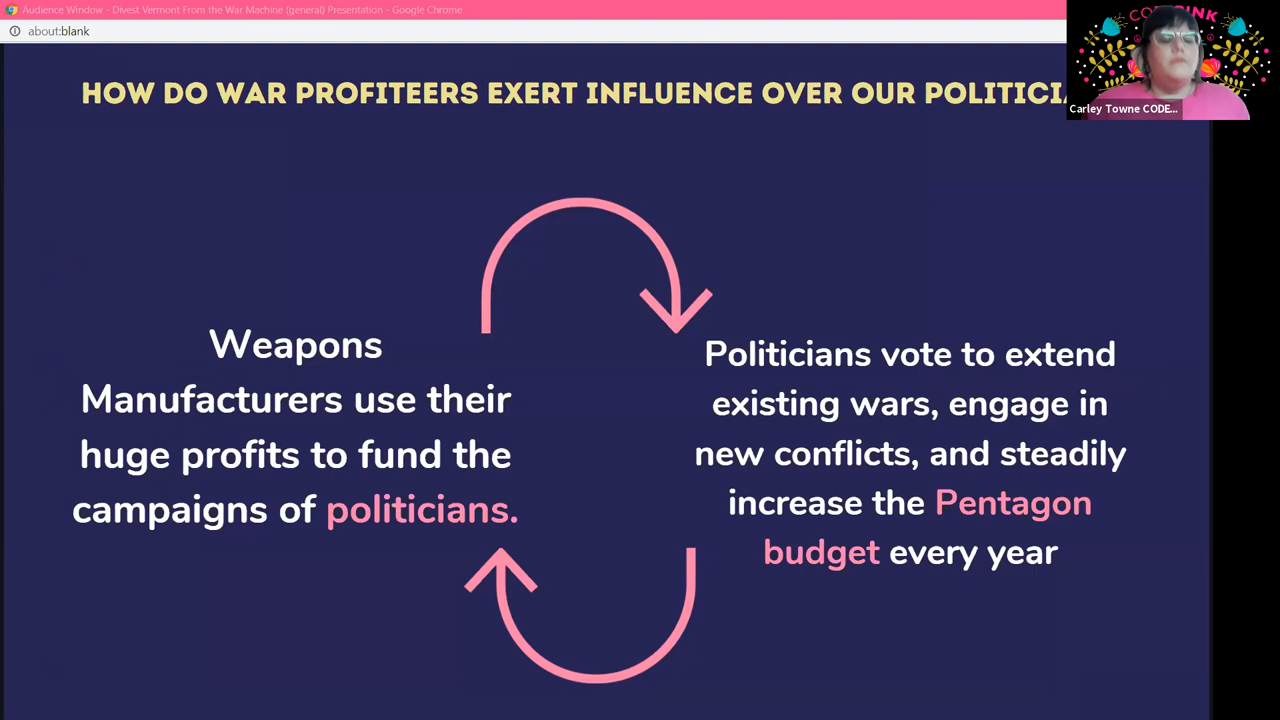 Audience Window - Divest Vermont From the War Machine (general) Presentation - Google Chrome
about:blank
HOW DO WAR PROFITEERS EXERT INFLUENCE OVER OUR
Carley Towne CODE...
Weapons
Manufacturers use their
huge profits to fund the
campaigns of politicians.
Politicians vote to extend
existing wars, engage in
new conflicts, and steadily
increase the Pentagon
budget every year